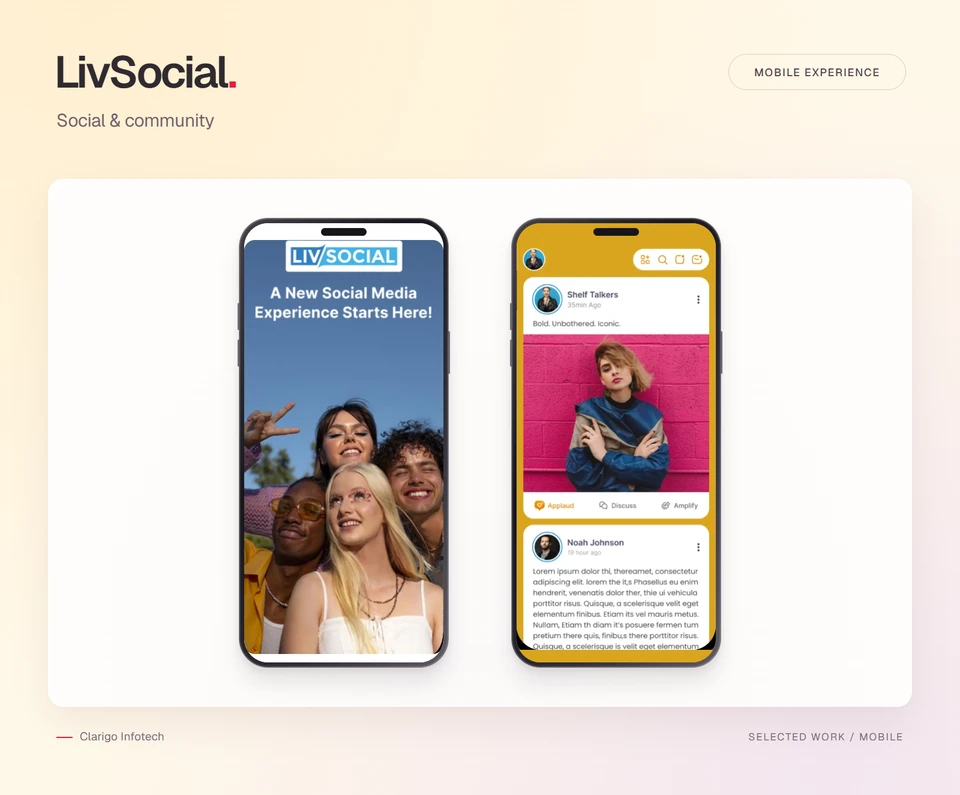 LivSocial.
MOBILE EXPERIENCE
Social & community
LIV/SOCIAL
A New Social Media
Experience Starts Here!
Shelf Talkers
35min Ago
Bold. Unbothered. Iconic.
Applaud
Discuss
Amplify
Noah Johnson
19 hour ago
Lorem ipsum dolor thi, thereamet, consectetur
adipiscing elit. lorem the it,s Phasellus eu enim
hendrerit, venenatis dolor ther, thie ui vehicula
porttitor risus. Quisque, a scelerisque velit eget
elementum finibus. Etiam its vel mauris metus.
Nullam, Etiam th diam it's posuere fermen tum
pretium there quis, finibu,s there porttitor risus.
Quisque, a scelerisque is velit eget elementum
Clarigo Infotech
SELECTED WORK / MOBILE